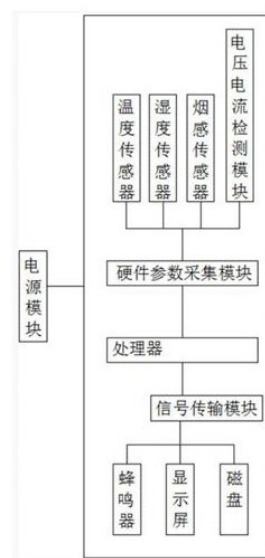 温度传感器
湿度传感器
烟感传感器
电压电流检测模块
电源模块
硬件参数采集模块
处理器
信号传输模块
蜂鸣器
显示屏
磁盘